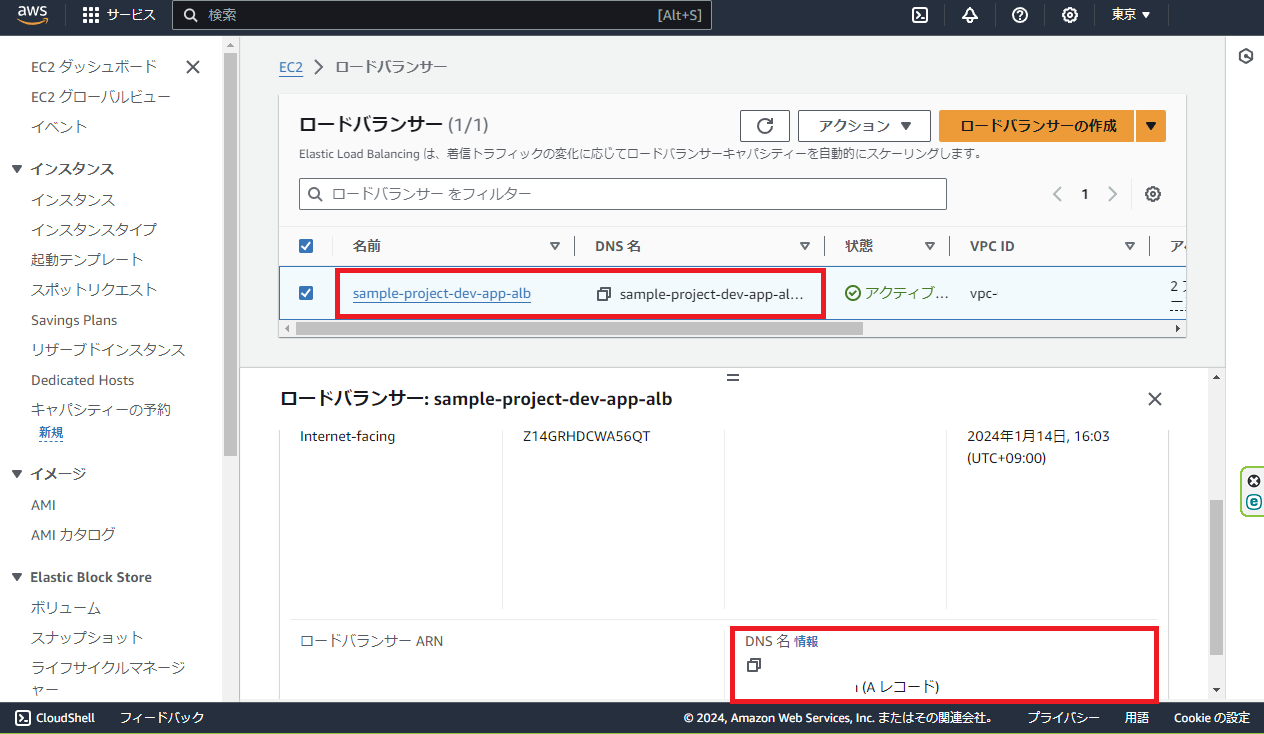 aws
サービス
検索
[Alt+S]
東京 ▼
EC2 ダッシュボード
EC2 グローバルビュー
イベント
▼ インスタンス
インスタンス
インスタンスタイプ
起動テンプレート
スポットリクエスト
Savings Plans
リザーブドインスタンス
Dedicated Hosts
キャパシティーの予約
新規
▼ イメージ
AMI
AMI カタログ
▼ Elastic Block Store
ボリューム
スナップショット
ライフサイクルマネージ
ャー
EC2 > ロードバランサー
ロードバランサー (1/1)
アクション ▼
ロードバランサーの作成 ▼
Elastic Load Balancing は、着信トラフィックの変化に応じてロードバランサーキャパシティーを自動的にスケーリングします。
ロードバランサー をフィルター
< 1 >
名前
DNS 名
状態
VPC ID
sample-project-dev-app-alb
sample-project-dev-app-al...
アクティブ...
vpc-
2
ロードバランサー: sample-project-dev-app-alb
Internet-facing
Z14GRHDCWA56QT
2024年1月14日, 16:03
(UTC+09:00)
ロードバランサー ARN
DNS 名 情報
(A レコード)
CloudShell
フィードバック
© 2024, Amazon Web Services, Inc. またはその関連会社。
プライバシー
用語
Cookie の設定